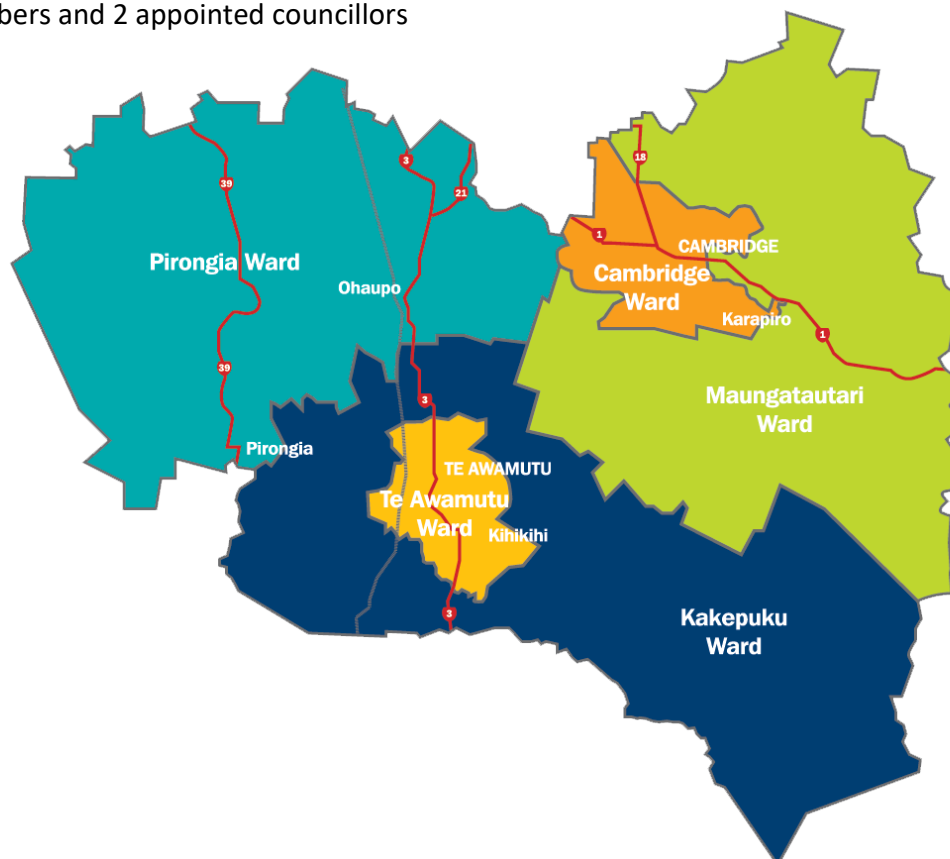 bers and 2 appointed councillors
3
18
39
21
1
CAMBRIDGE
Pirongia Ward
Cambridge
Ward
Ohaupo
Karapiro
1
39
Maungatautari
Ward
3
Pirongia
TE AWAMUTU
Te Awamutu
Ward
Kihikihi
3
Kakepuku
Ward